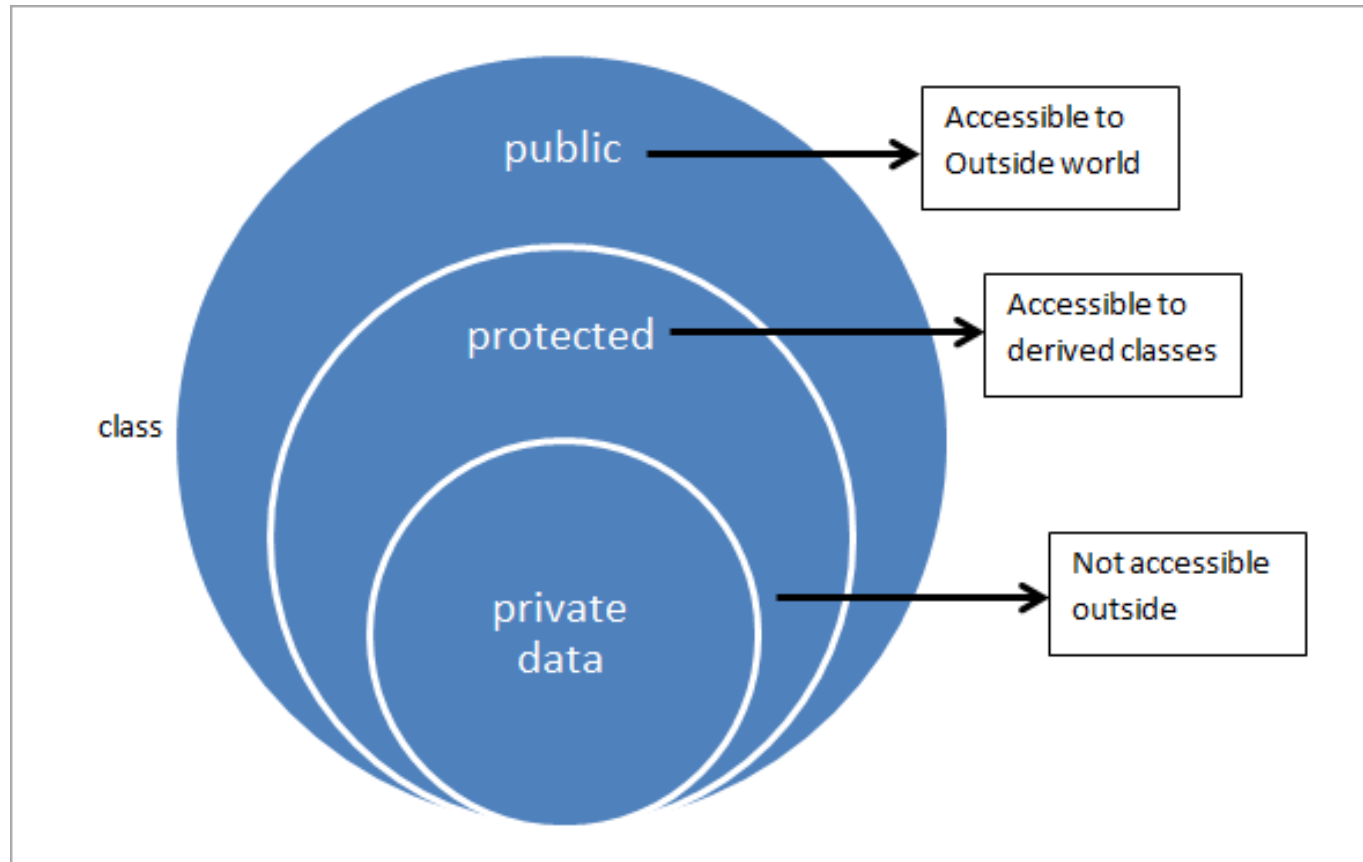 public
Accessible to
Outside world
protected
Accessible to
derived classes
class
private
data
Not accessible
outside